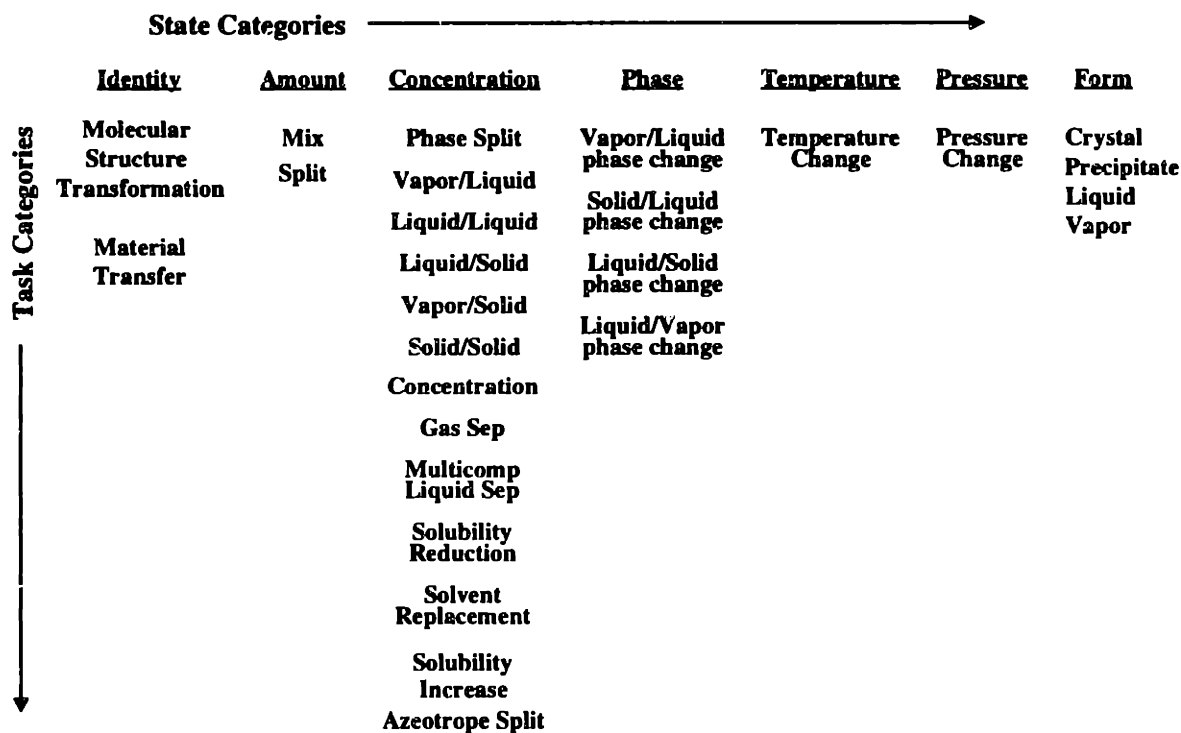 State Categories
Task Categories
Identity
Molecular
Structure
Transformation
Material
Transfer
Amount
Mix
Split
Concentration
Phase Split
Vapor/Liquid
Liquid/Liquid
Liquid/Solid
Vapor/Solid
Solid/Solid
Concentration
Gas Sep
Multicomp
Liquid Sep
Solubility
Reduction
Solvent
Replacement
Solubility
Increase
Azeotrope Split
Phase
Vapor/Liquid
phase change
Solid/Liquid
phase change
Liquid/Solid
phase change
Liquid/Vapor
phase change
Temperature
Temperature
Change
Pressure
Pressure
Change
Form
Crystal
Precipitate
Liquid
Vapor